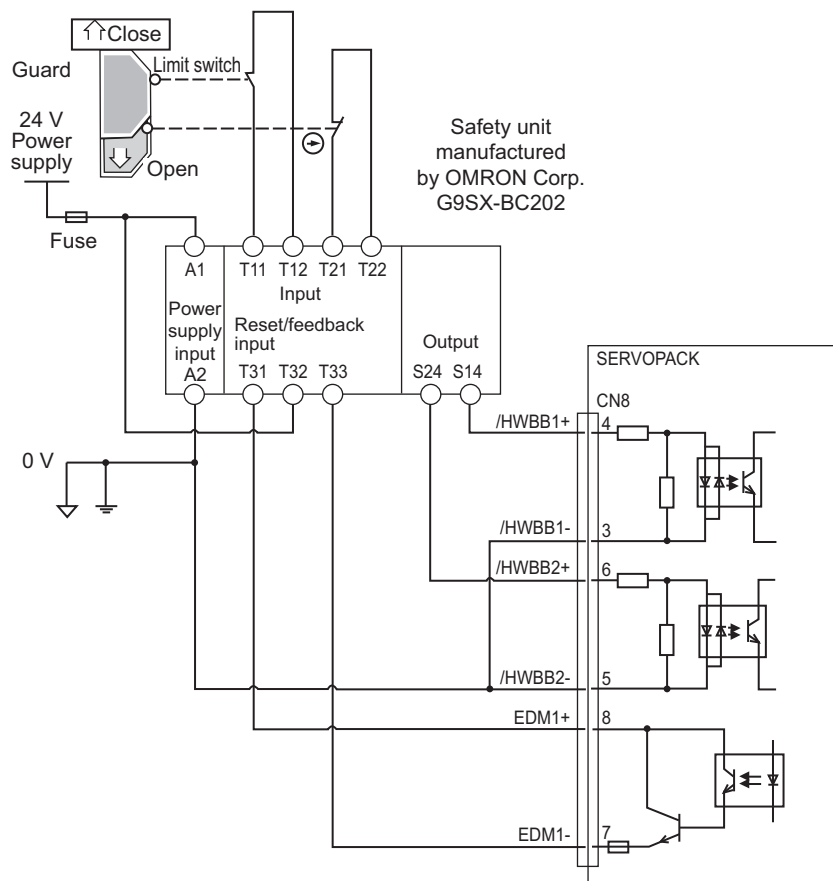 Close
Guard
Limit switch
24 V
Power
supply
Open
Fuse
Safety unit
manufactured
by OMRON Corp.
G9SX-BC202
A1
T11
T12
T21
T22
Input
Power
supply
input
Reset/feedback
input
Output
A2
T31
T32
T33
S24
S14
SERVOPACK
CN8
/HWBB1+
4
0 V
/HWBB1-
3
/HWBB2+
6
/HWBB2-
5
EDM1+
8
EDM1-
7